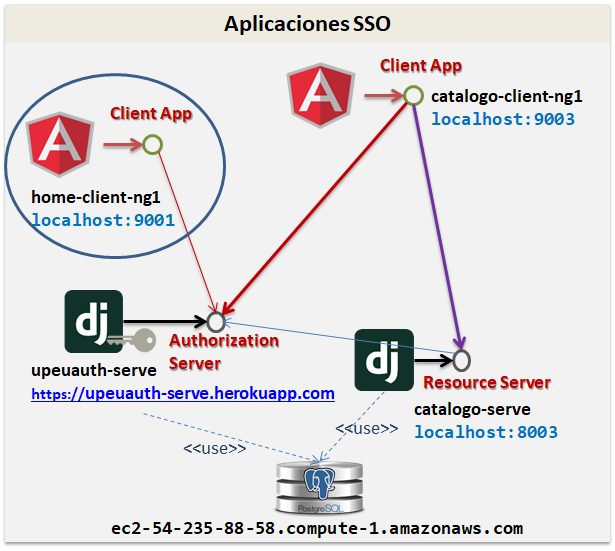 Aplicaciones SSO
Client App
catalogo-client-ng1
localhost:9003
Client App
home-client-ng1
localhost:9001
dj
Authorization
Server
upeuauth-serve
https://upeuauth-serve.herokuapp.com
dj
Resource Server
catalogo-serve
localhost:8003
<<use>>
<<use>>
PostgreSQL
ec2-54-235-88-58.compute-1.amazonaws.com